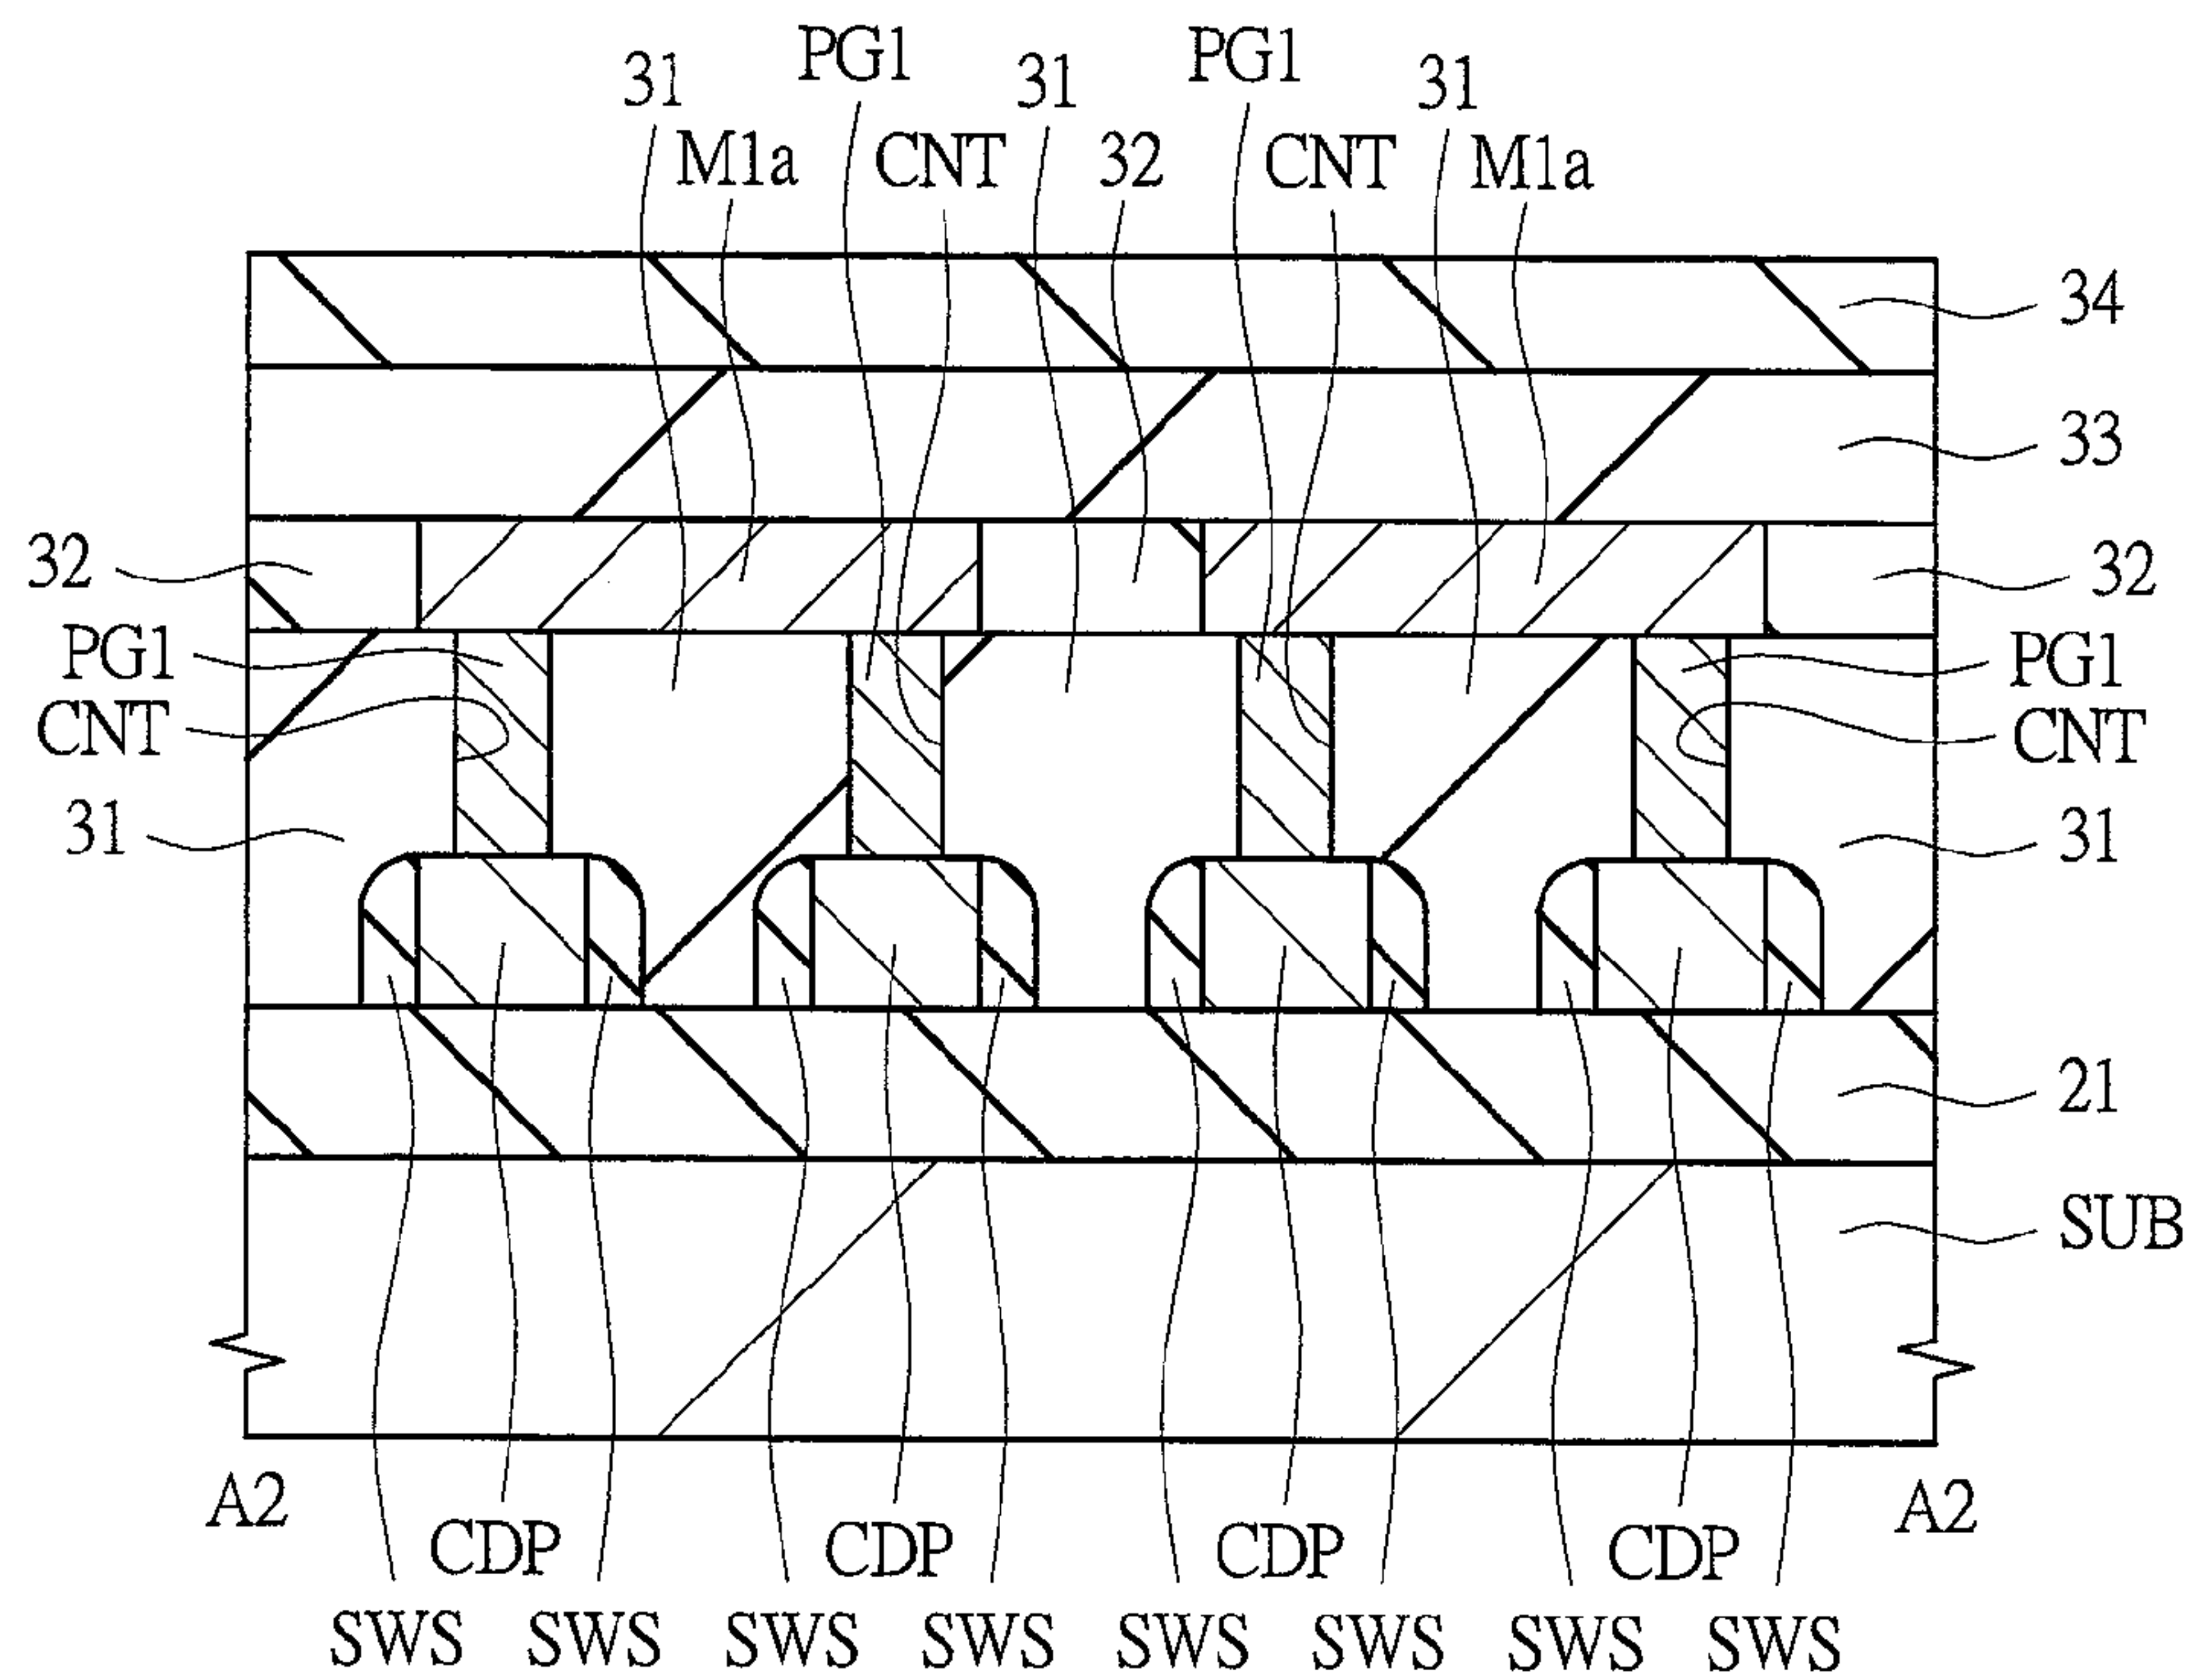 PG1 PG1
31 31 31
M1a CNT 32 CNT M1a
34
33
32 32
PG1 PG1
CNT CNT
31 31
21
SUB
A2 A2
CDP CDP CDP CDP
SWS SWS SWS SWS SWS SWS SWS SWS